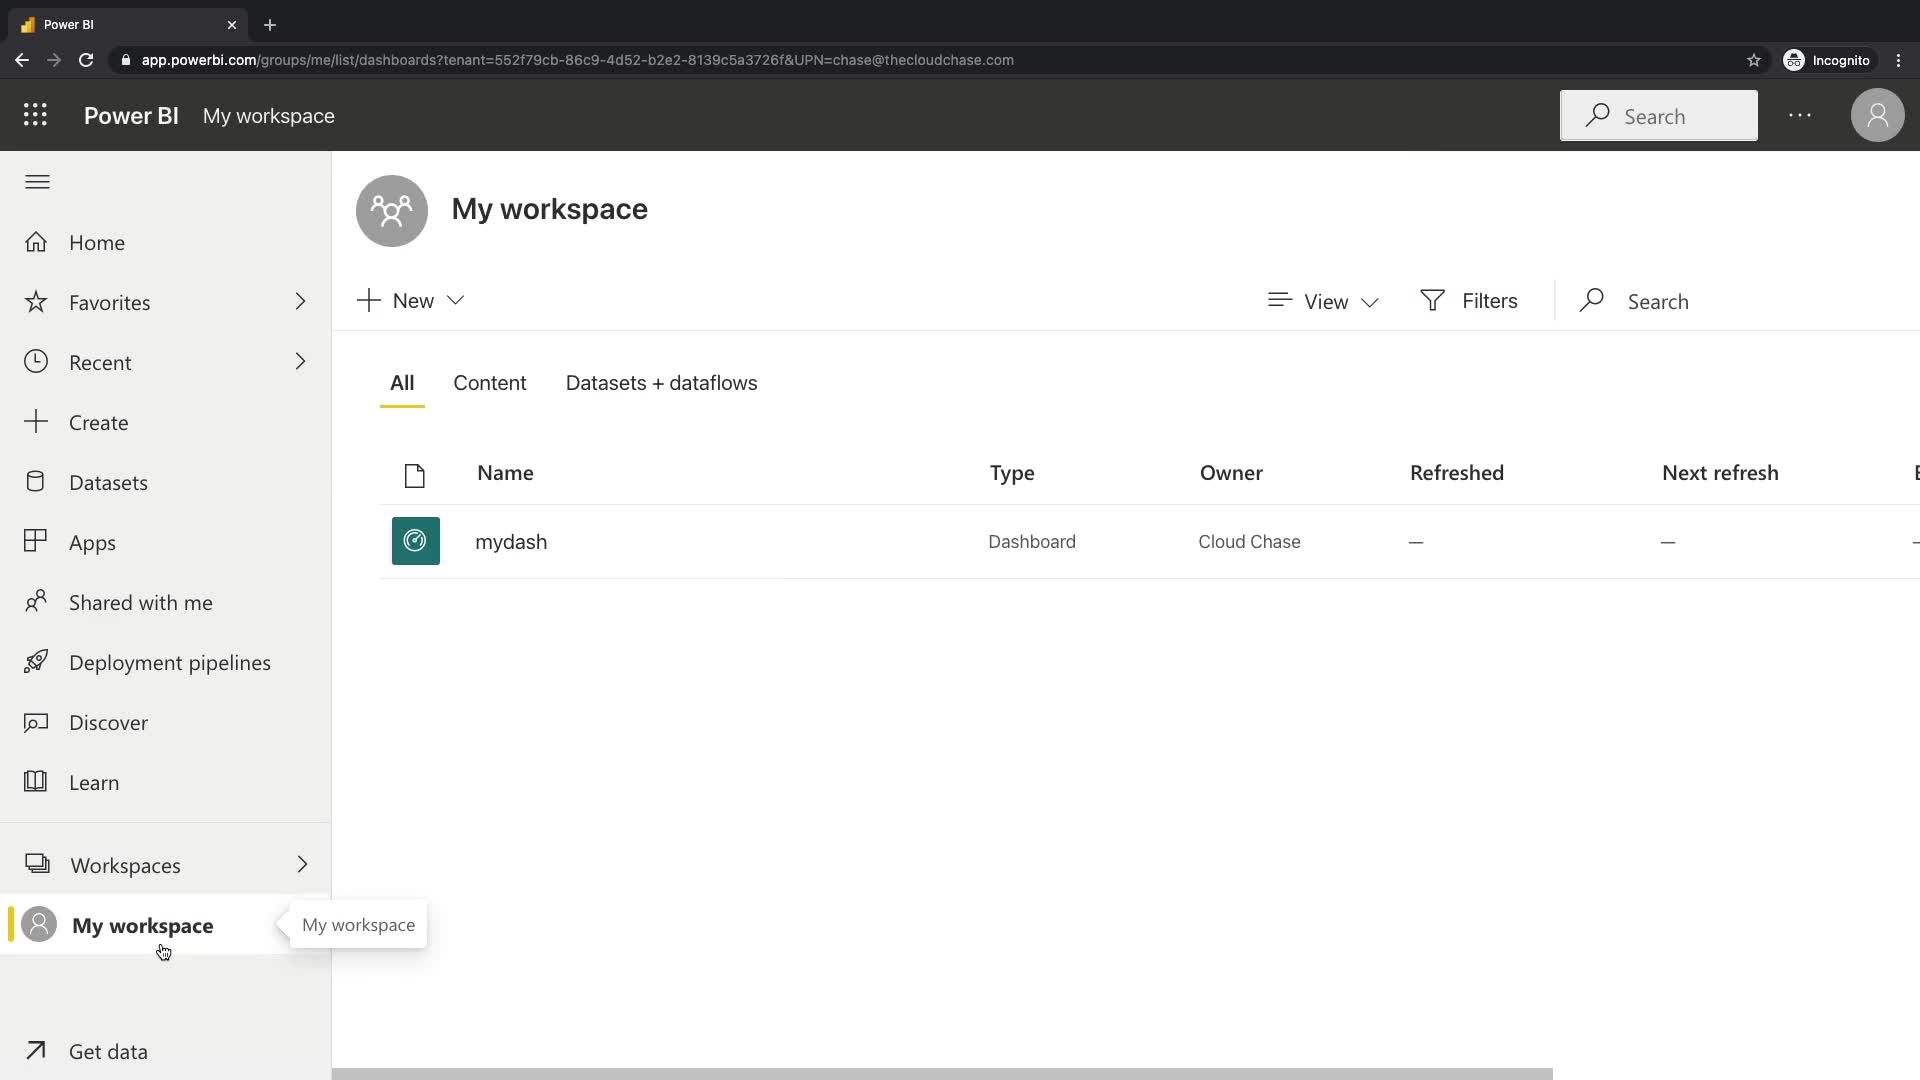 Power BI
app.powerbi.com/groups/me/list/dashboards?tenant=552f79cb-86c9-4d52-b2e2-8139c5a3726f&UPN=chase@thecloudchase.com
Incognito
Power BI My workspace
Search
My workspace
Home
Favorites
New
View
Filters
Search
Recent
All
Content
Datasets + dataflows
Create
Name
Type
Owner
Refreshed
Next refresh
Datasets
mydash
Dashboard
Cloud Chase
—
—
Apps
Shared with me
Deployment pipelines
Discover
Learn
Workspaces
My workspace
My workspace
Get data